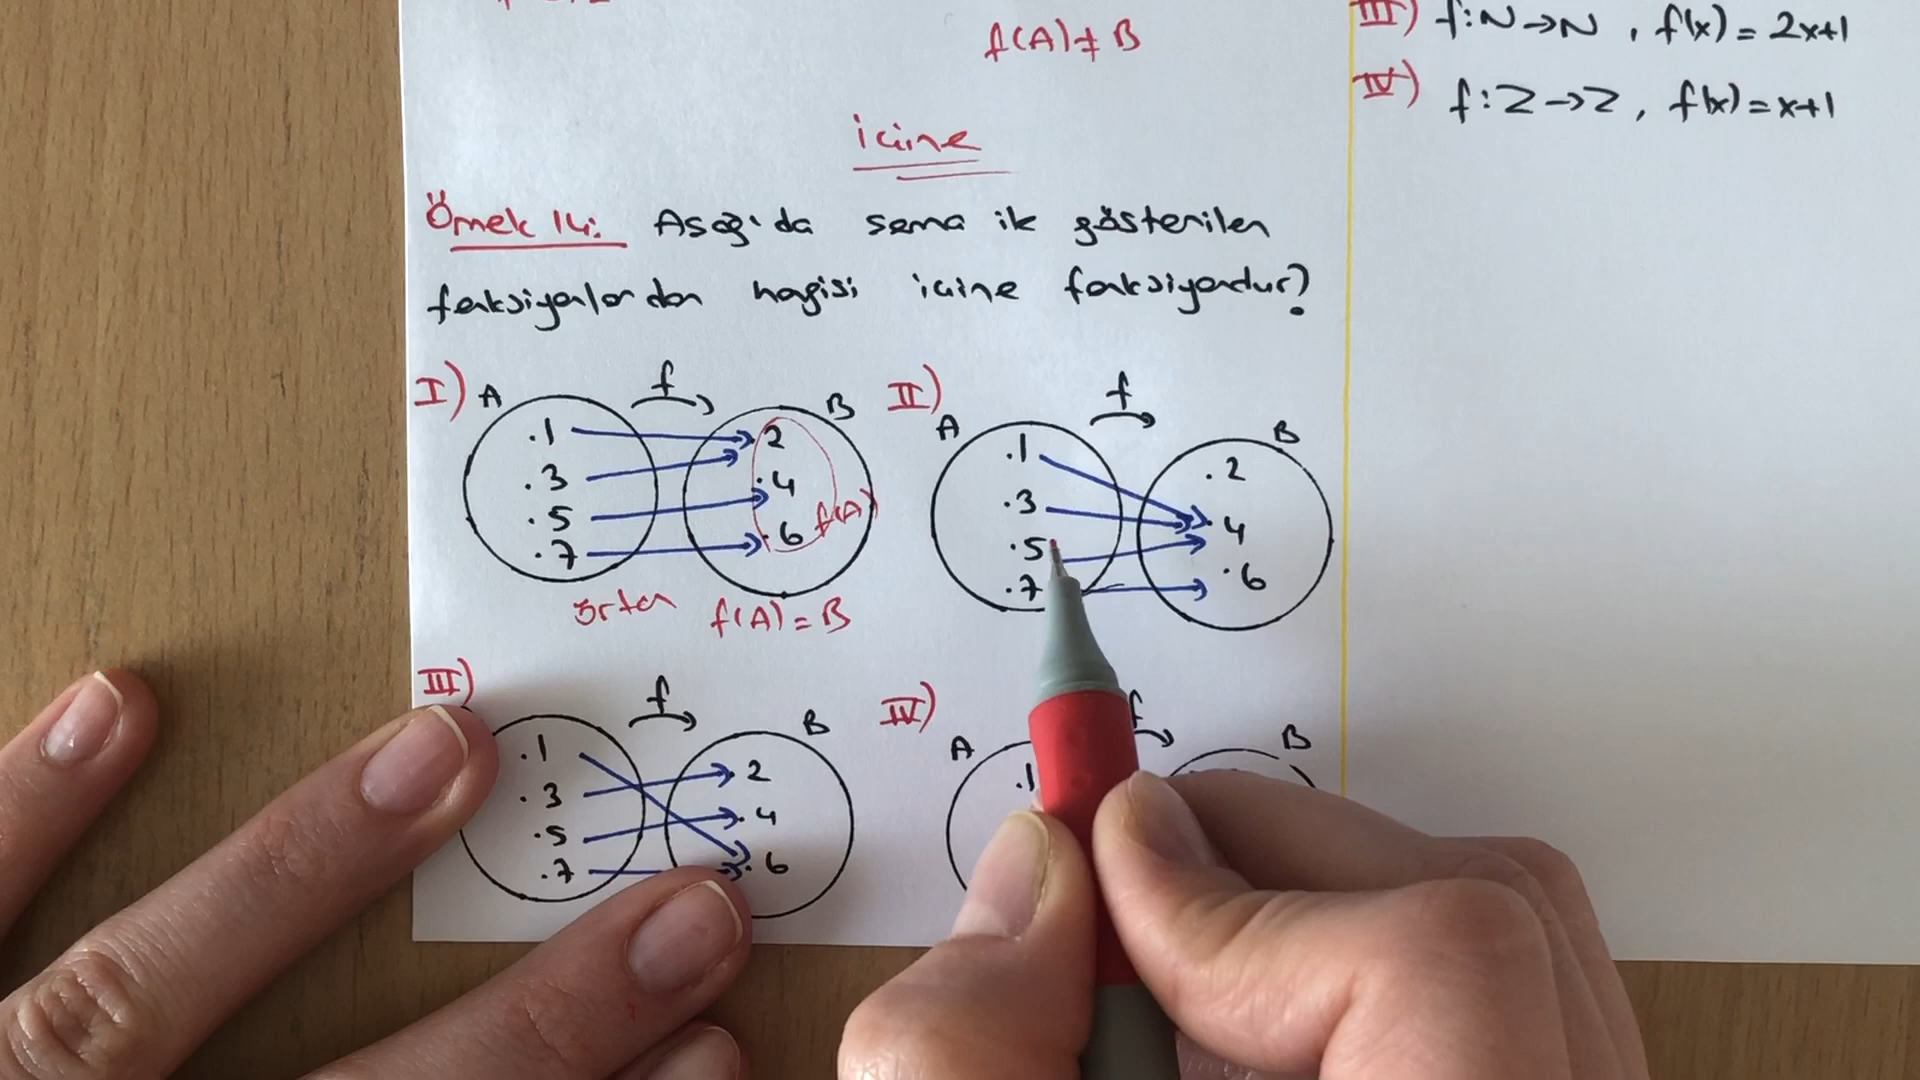 f(A)≠B
içine
Örnek 14: Aşağıda şema ile gösterilen
fonksiyonlardan hangisi içine fonksiyondur?
I) A f B
.1 2
.3 .4
.5 .6
.7
f(A)
örten f(A)=B
II) A f B
.1 .2
.3 .4
.5 .6
.7
III) f B
.1 2
.3 .4
.5 .6
.7
IV) A f B
.1
III) f:N→N, f(x)=2x+1
IV) f:Z→Z, f(x)=x+1